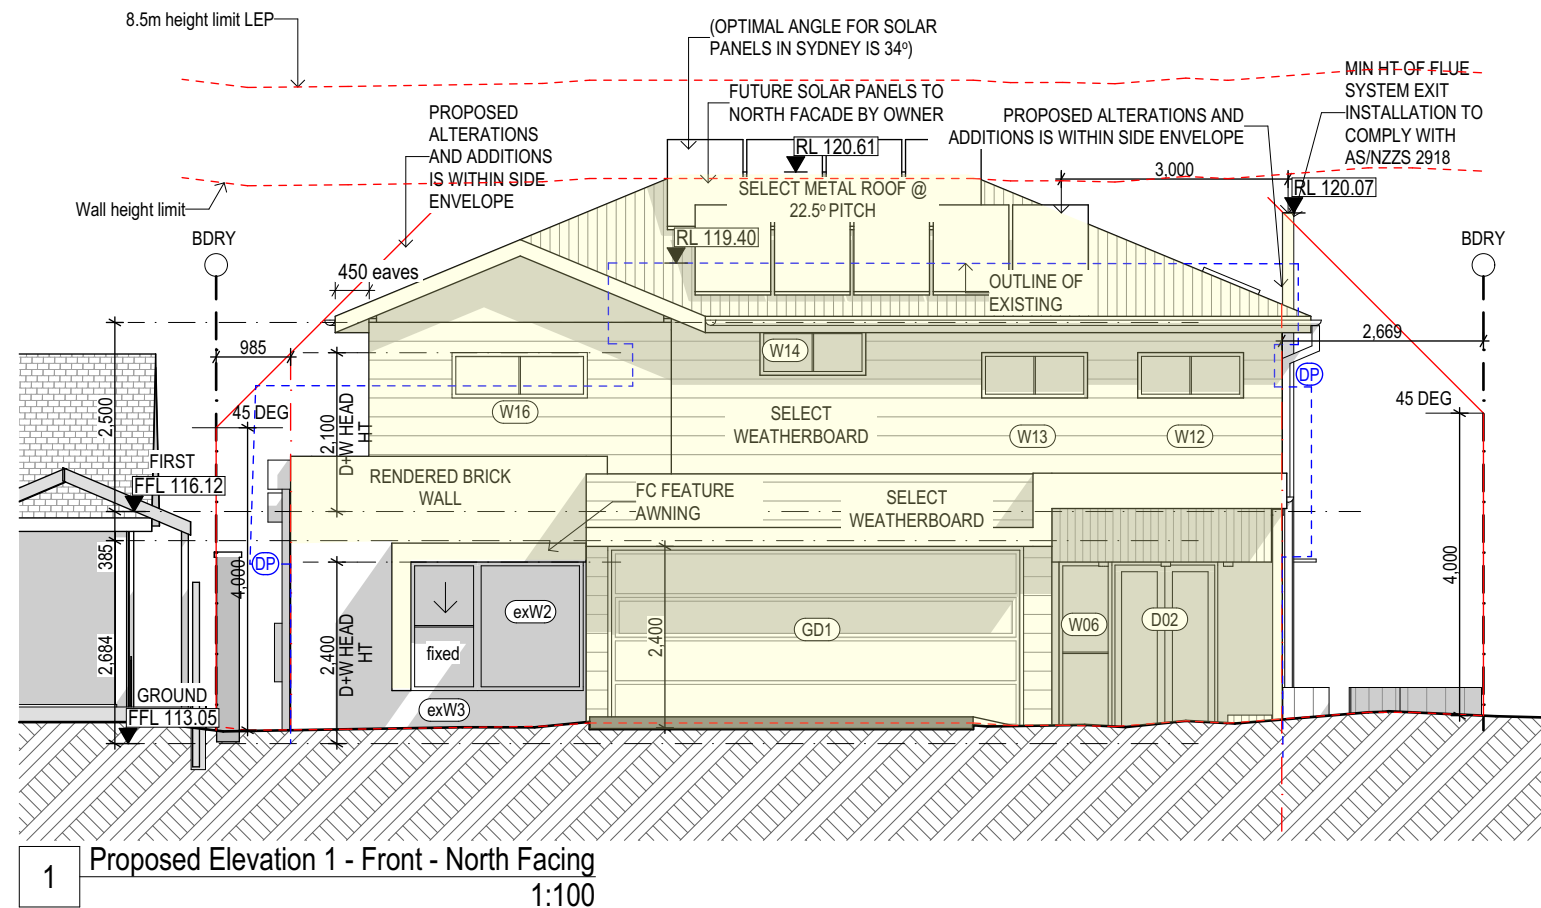 8.5m height limit LEP
(OPTIMAL ANGLE FOR SOLAR
PANELS IN SYDNEY IS 34º)
MIN HT OF FLUE
SYSTEM EXIT
INSTALLATION TO
COMPLY WITH
AS/NZZS 2918
FUTURE SOLAR PANELS TO
NORTH FACADE BY OWNER
PROPOSED
ALTERATIONS
AND ADDITIONS
IS WITHIN SIDE
ENVELOPE
PROPOSED ALTERATIONS AND
ADDITIONS IS WITHIN SIDE ENVELOPE
RL 120.61
3,000
RL 120.07
SELECT METAL ROOF @
22.5º PITCH
Wall height limit
BDRY
RL 119.40
BDRY
450 eaves
OUTLINE OF
EXISTING
985
2,669
W14
DP
W16
W13
W12
SELECT
WEATHERBOARD
45 DEG
45 DEG
2,500
2,100
D+W HEAD
HT
FIRST
FFL 116.12
RENDERED BRICK
WALL
FC FEATURE
AWNING
SELECT
WEATHERBOARD
385
DP
4,000
4,000
exW2
GD1
W06
D02
2,684
2,400
D+W HEAD
HT
fixed
2,400
GROUND
FFL 113.05
exW3
1
Proposed Elevation 1 - Front - North Facing
1:100